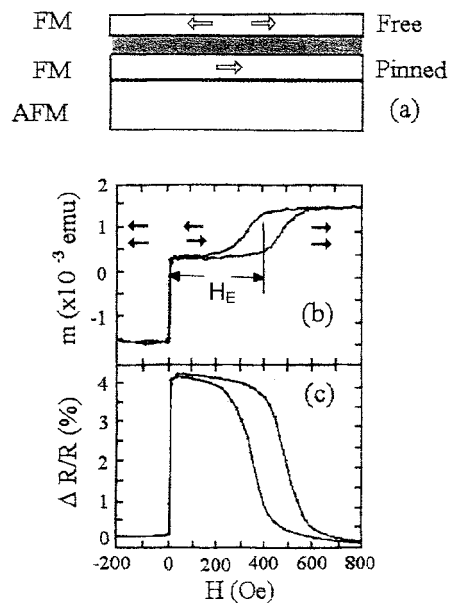 FM Free
FM Pinned
AFM (a)
m (x10⁻³ emu)
2
1
0
-1
H_E
(b)
Δ R/R (%)
4
3
2
1
0
(c)
-200 0 200 400 600 800
H (Oe)